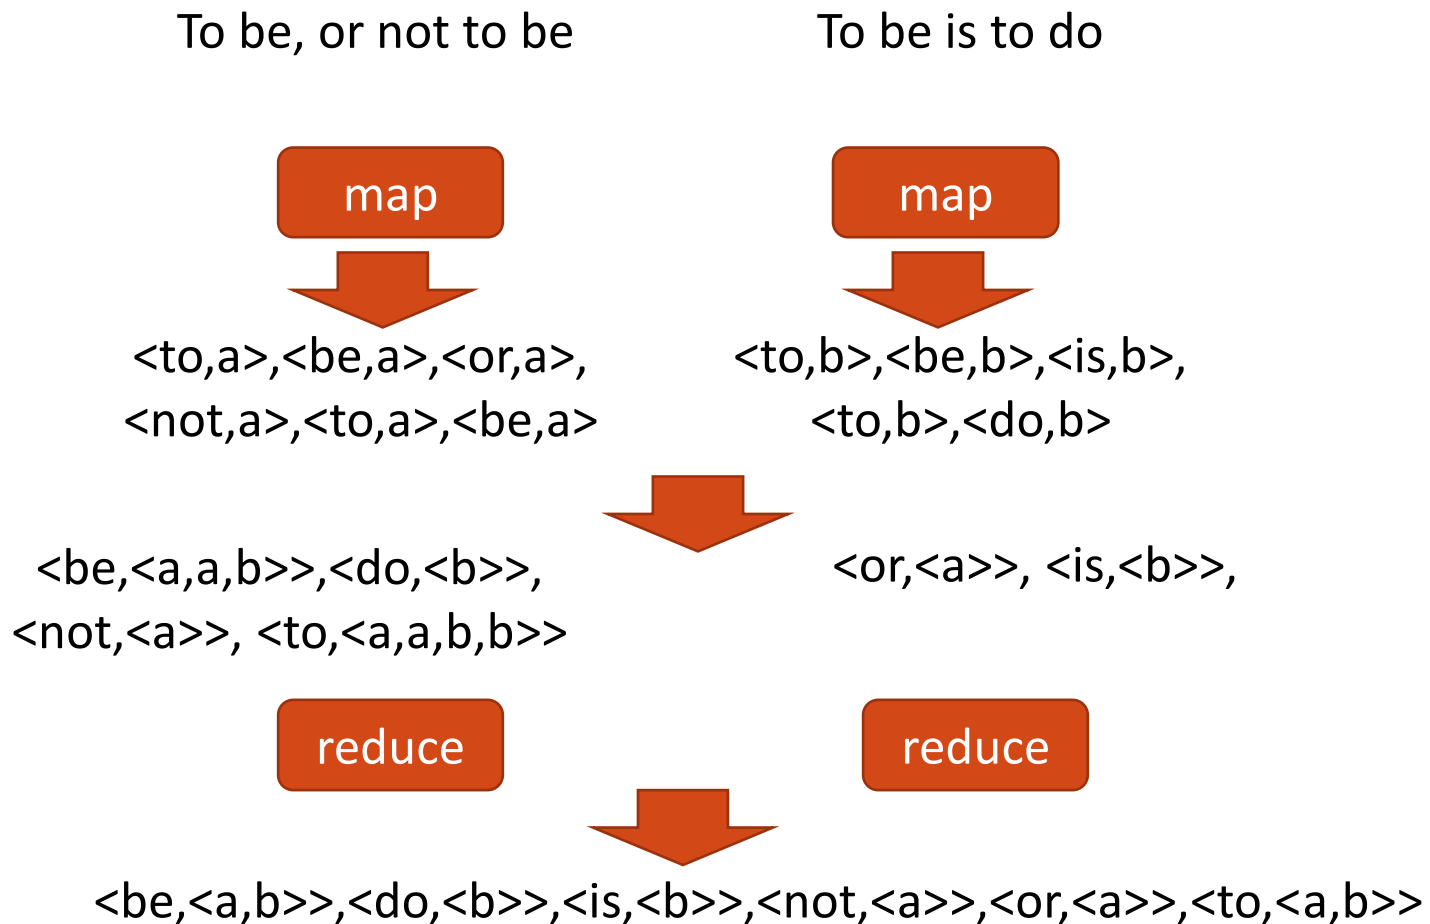 To be, or not to be
To be is to do
map
map
<to,a>,<be,a>,<or,a>,
<not,a>,<to,a>,<be,a>
<to,b>,<be,b>,<is,b>,
<to,b>,<do,b>
<be,<a,a,b>>,<do,<b>>,
<not,<a>>, <to,<a,a,b,b>>
<or,<a>>, <is,<b>>,
reduce
reduce
<be,<a,b>>,<do,<b>>,<is,<b>>,<not,<a>>,<or,<a>>,<to,<a,b>>